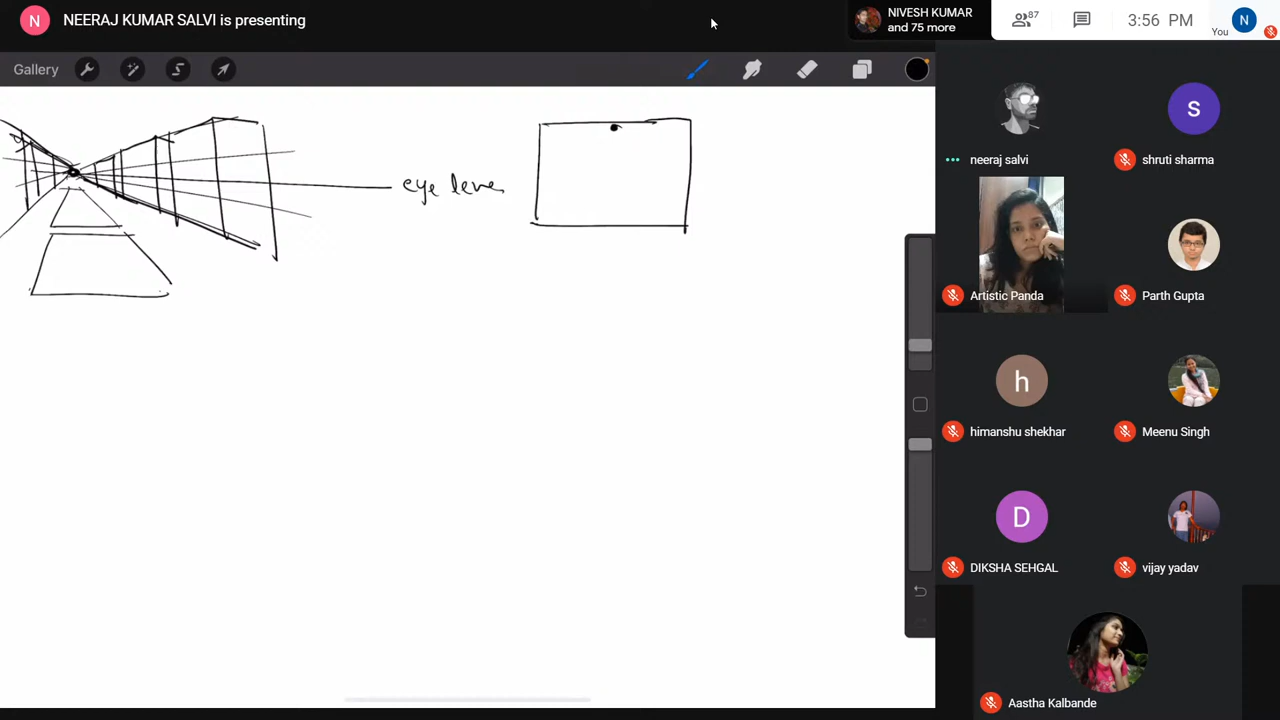 N
NEERAJ KUMAR SALVI is presenting
NIVESH KUMAR
and 75 more
87
3:56 PM
You
N
Gallery
eye level
neeraj salvi
S
shruti sharma
Artistic Panda
Parth Gupta
h
himanshu shekhar
Meenu Singh
D
DIKSHA SEHGAL
vijay yadav
Aastha Kalbande